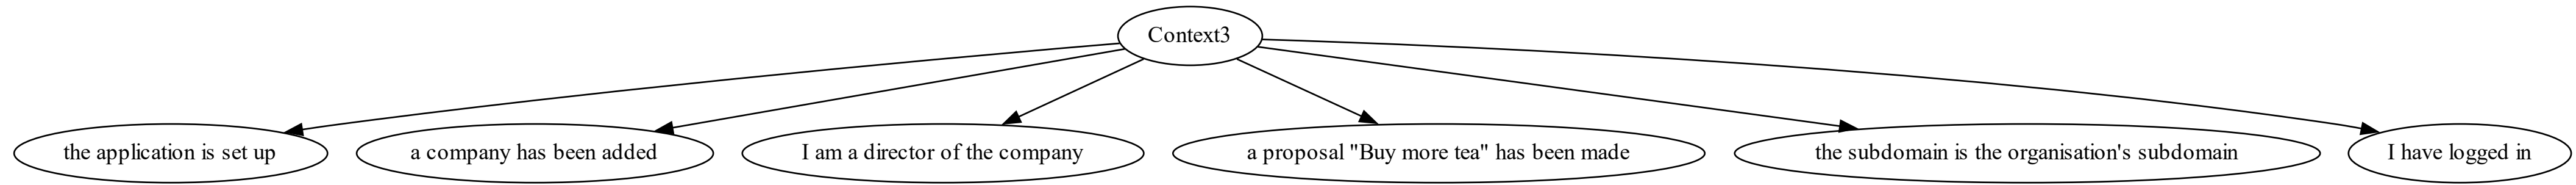 Context3
the application is set up
a company has been added
I am a director of the company
a proposal "Buy more tea" has been made
the subdomain is the organisation's subdomain
I have logged in